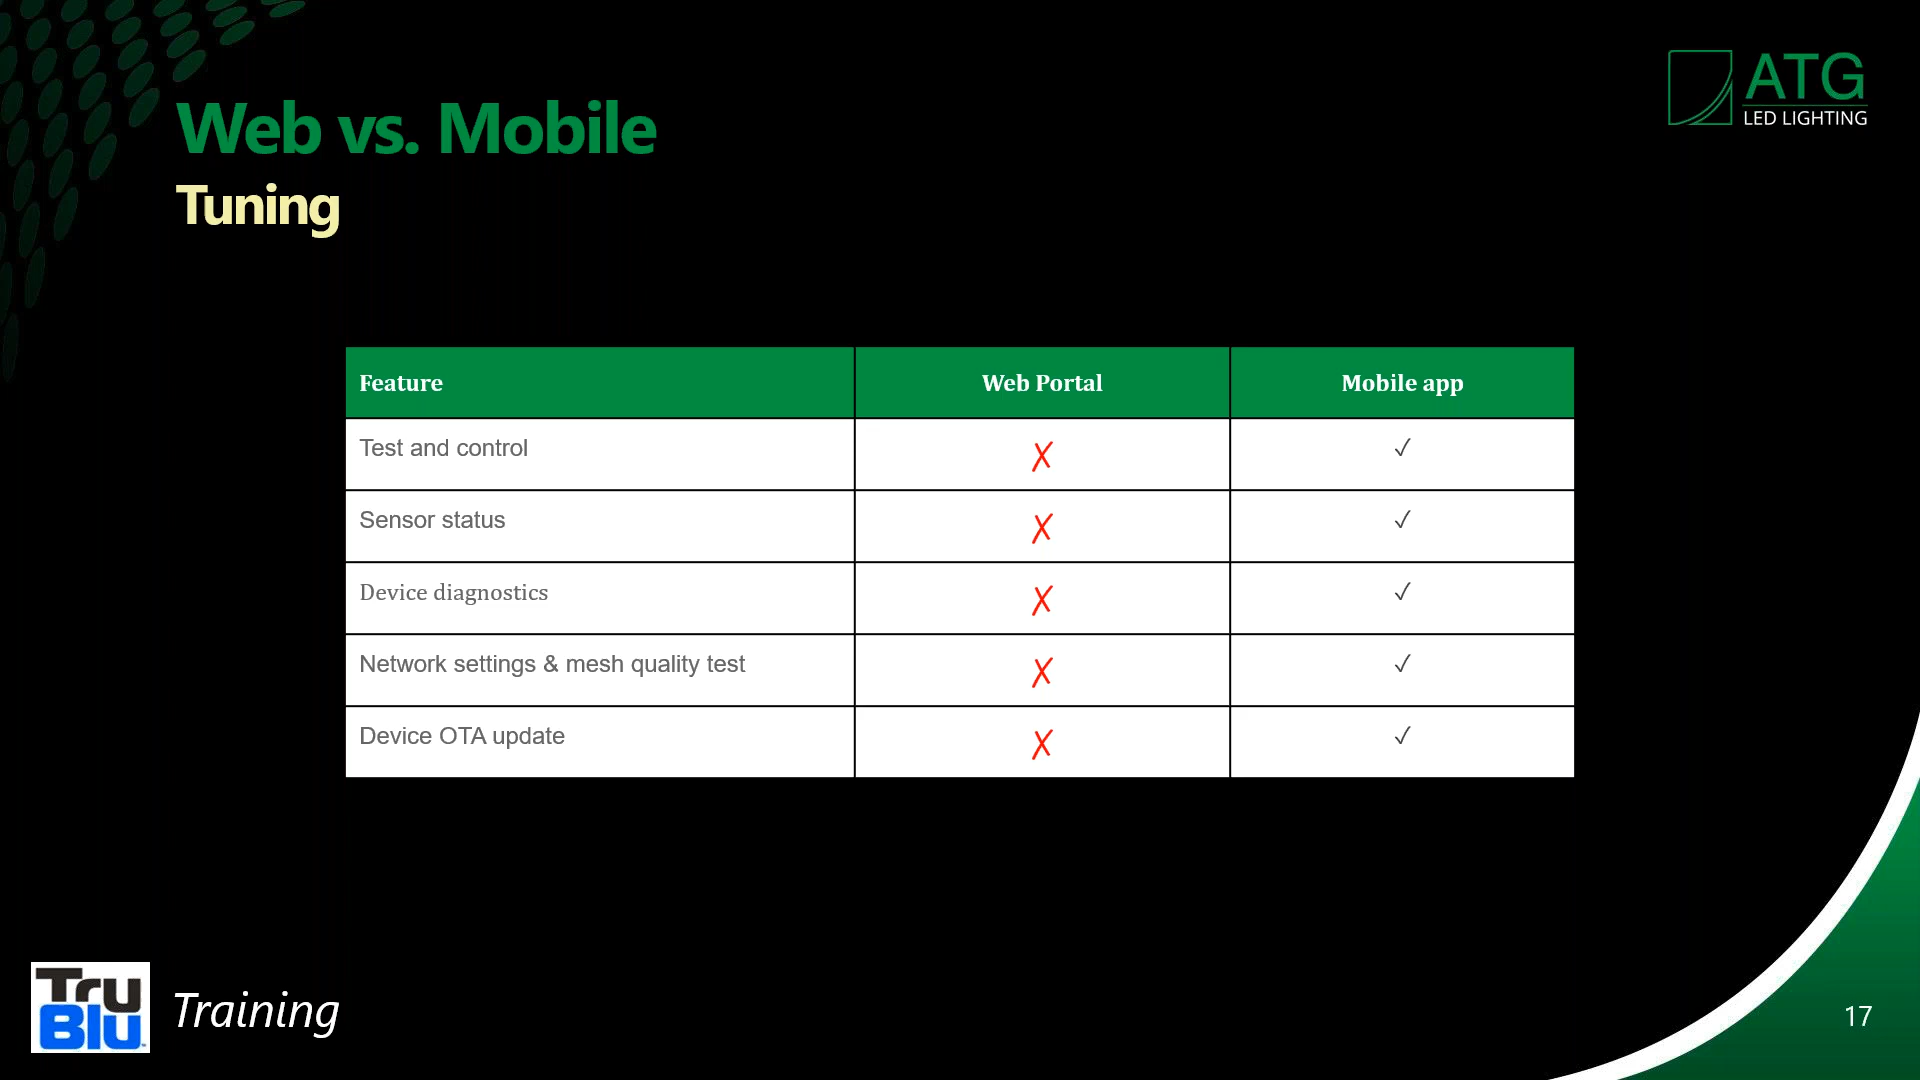 ATG
LED LIGHTING
Web vs. Mobile
Tuning
Feature Web Portal Mobile app
Test and control ✗ ✓
Sensor status ✗ ✓
Device diagnostics ✗ ✓
Network settings & mesh quality test ✗ ✓
Device OTA update ✗ ✓
Tru
Blu
Training
17